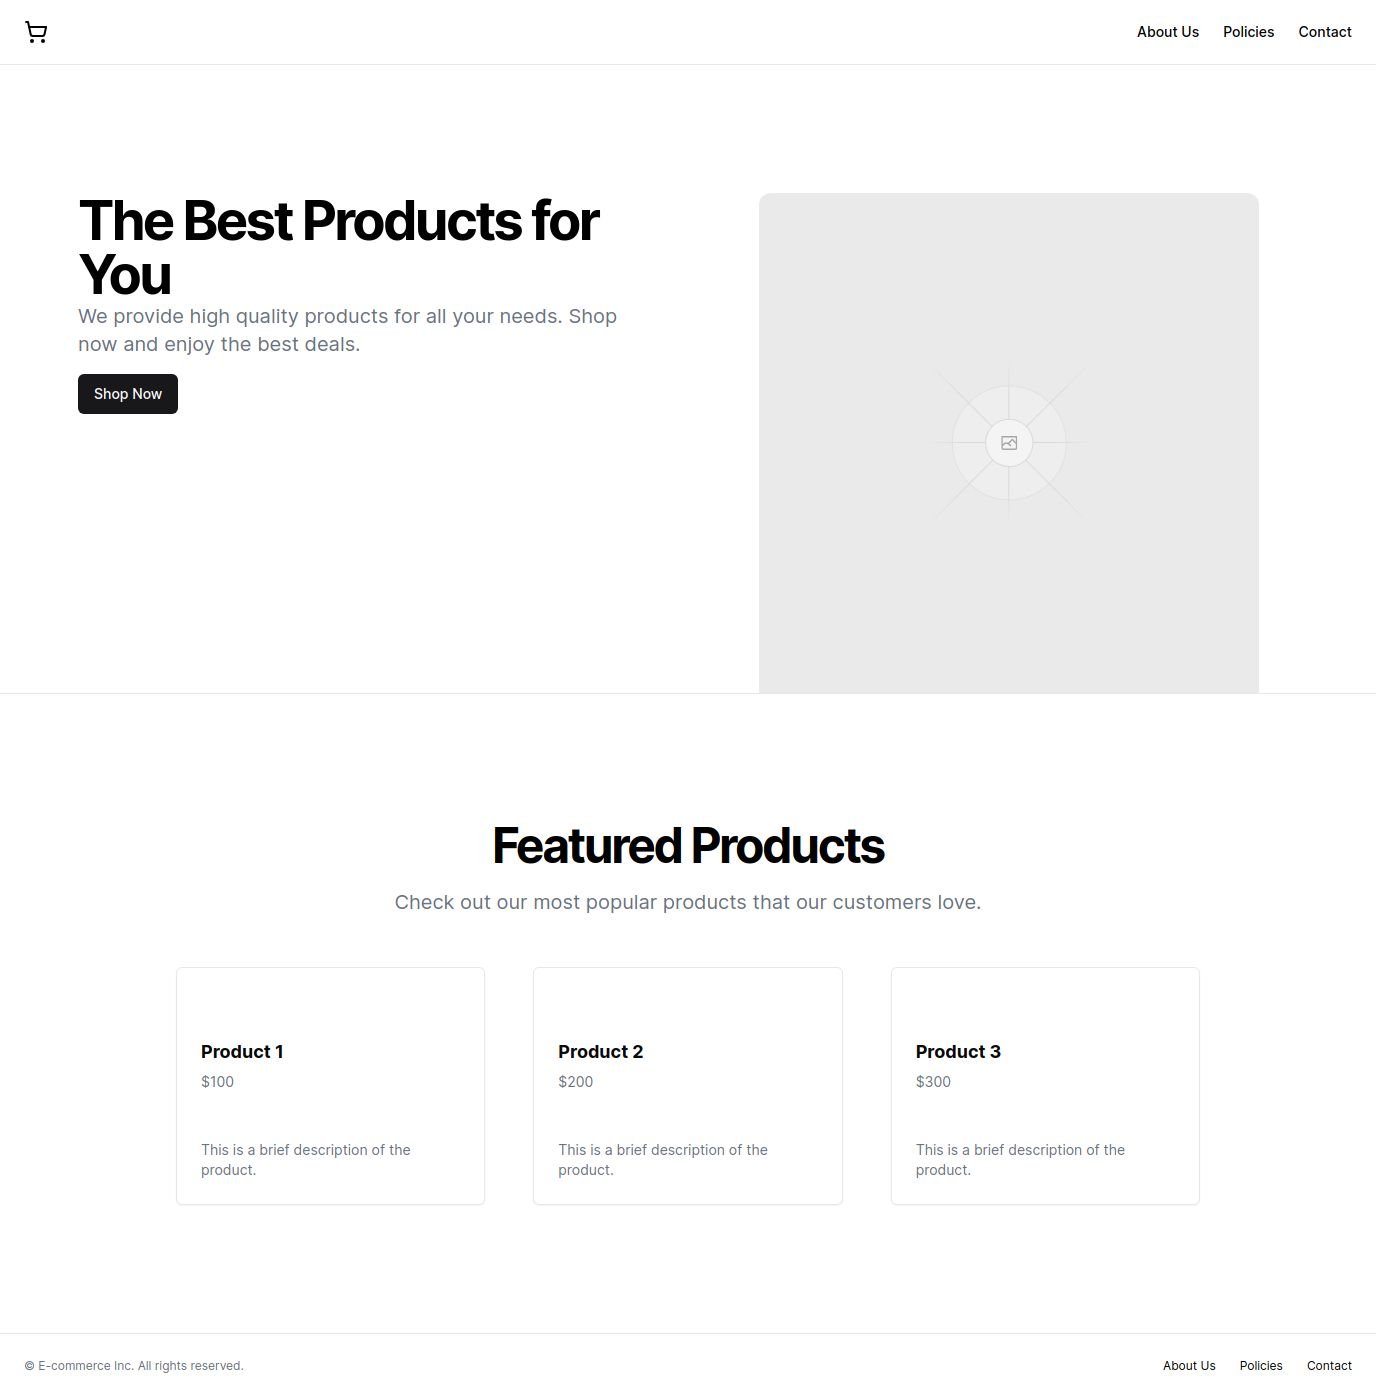 About Us Policies Contact
The Best Products for
You
We provide high quality products for all your needs. Shop
now and enjoy the best deals.
Shop Now
Featured Products
Check out our most popular products that our customers love.
Product 1
$100
This is a brief description of the
product.
Product 2
$200
This is a brief description of the
product.
Product 3
$300
This is a brief description of the
product.
© E-commerce Inc. All rights reserved.
About Us Policies Contact